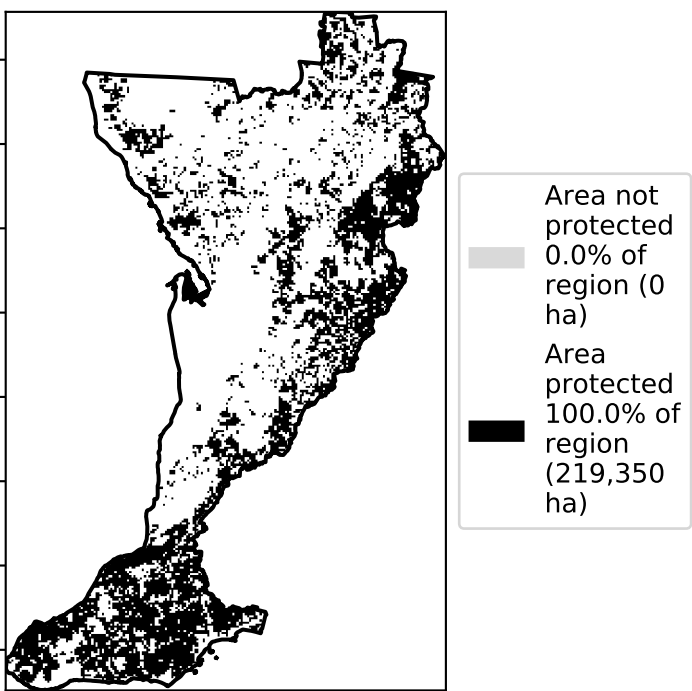 Area not
protected
0.0% of
region (0
ha)
Area
protected
100.0% of
region
(219,350
ha)